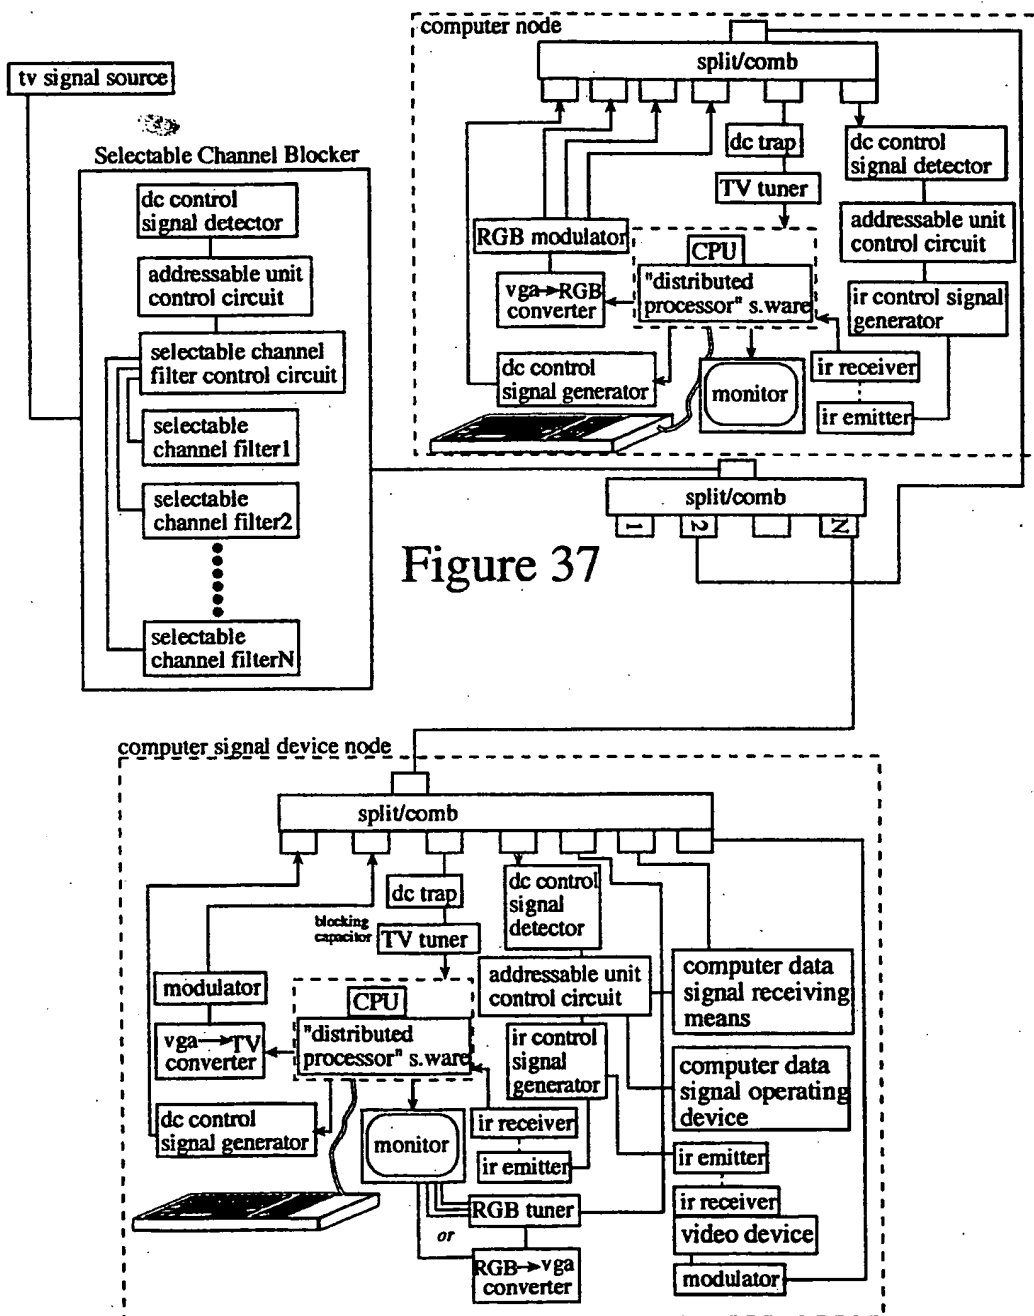 computer node
split/comb
tv signal source
dc trap
dc control
signal detector
TV tuner
Selectable Channel Blocker
dc control
signal detector
addressable unit
control circuit
selectable channel
filter control circuit
selectable
channel filter1
selectable
channel filter2
selectable
channel filterN
RGB modulator
CPU
"distributed
processor" s.ware
vga→RGB
converter
addressable unit
control circuit
ir control signal
generator
dc control
signal generator
monitor
ir receiver
ir emitter
split/comb
1
2
N
Figure 37
computer signal device node
split/comb
dc trap
blocking
capacitor
TV tuner
dc control
signal
detector
modulator
CPU
"distributed
processor" s.ware
vga→TV
converter
addressable unit
control circuit
computer data
signal receiving
means
ir control
signal
generator
computer data
signal operating
device
dc control
signal generator
monitor
ir receiver
ir emitter
ir emitter
ir receiver
video device
modulator
RGB tuner
or
RGB→vga
converter